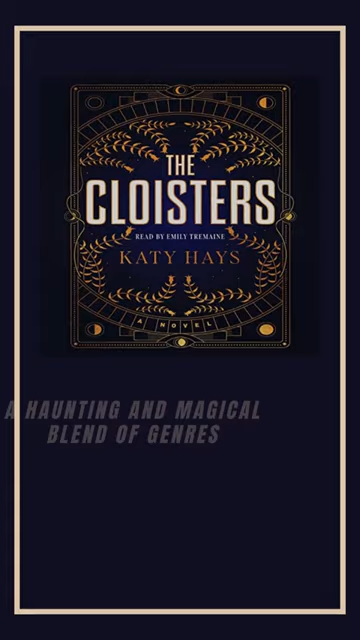 THE
CLOISTERS
READ BY EMILY TREMAINE
KATY HAYS
A NOVEL
A HAUNTING AND MAGICAL
BLEND OF GENRES